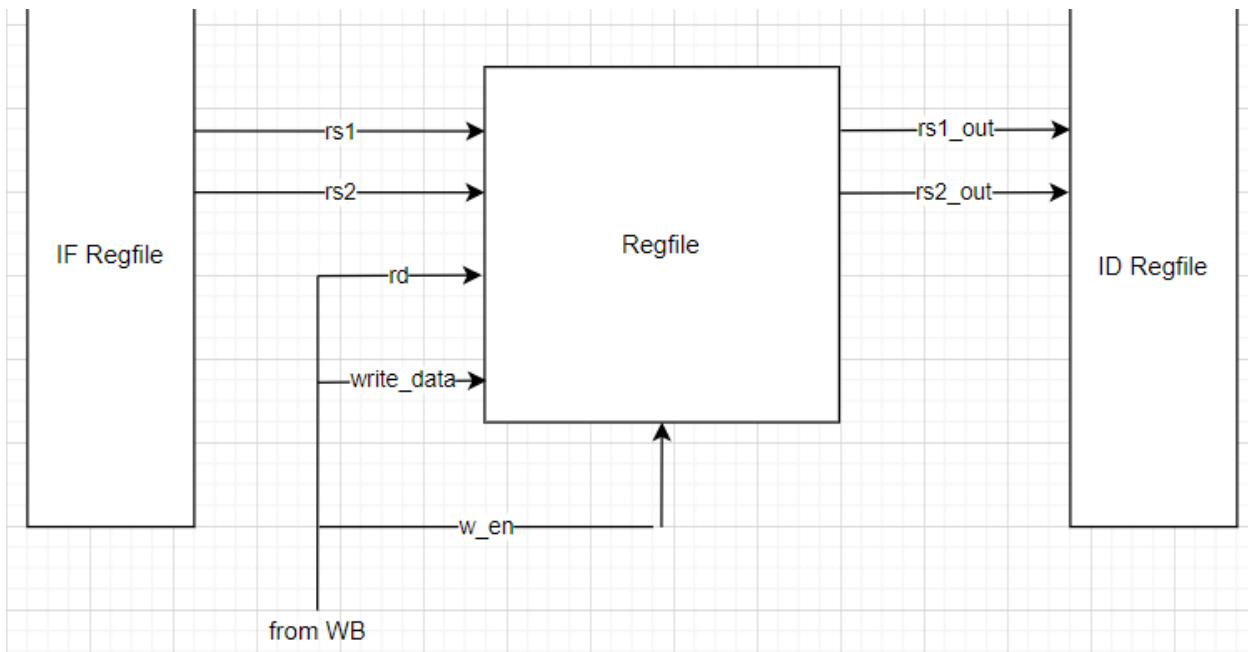 rs1
rs1_out
rs2
rs2_out
IF Regfile
Regfile
ID Regfile
rd
write_data
w_en
from WB